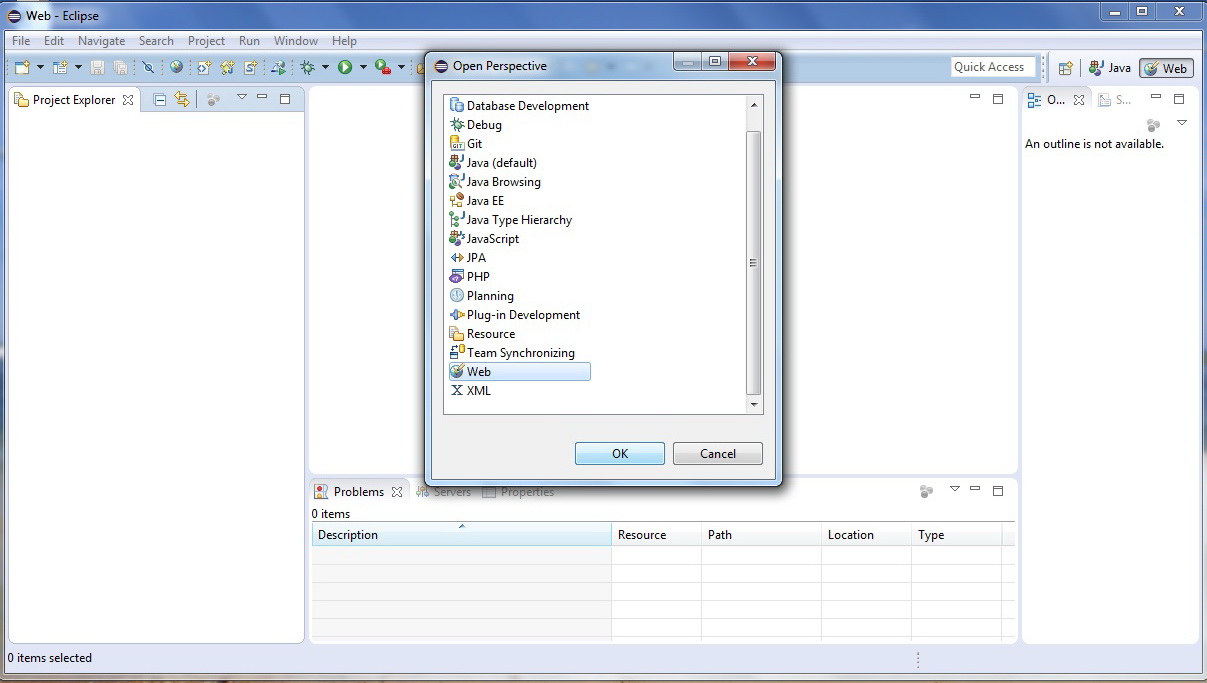 Web - Eclipse
File Edit Navigate Search Project Run Window Help
Quick Access
Java
Web
Project Explorer
Open Perspective
Database Development
Debug
Git
Java (default)
Java Browsing
Java EE
Java Type Hierarchy
JavaScript
JPA
PHP
Planning
Plug-in Development
Resource
Team Synchronizing
Web
XML
OK Cancel
O... S...
An outline is not available.
Problems Servers Properties
0 items
Description Resource Path Location Type
0 items selected